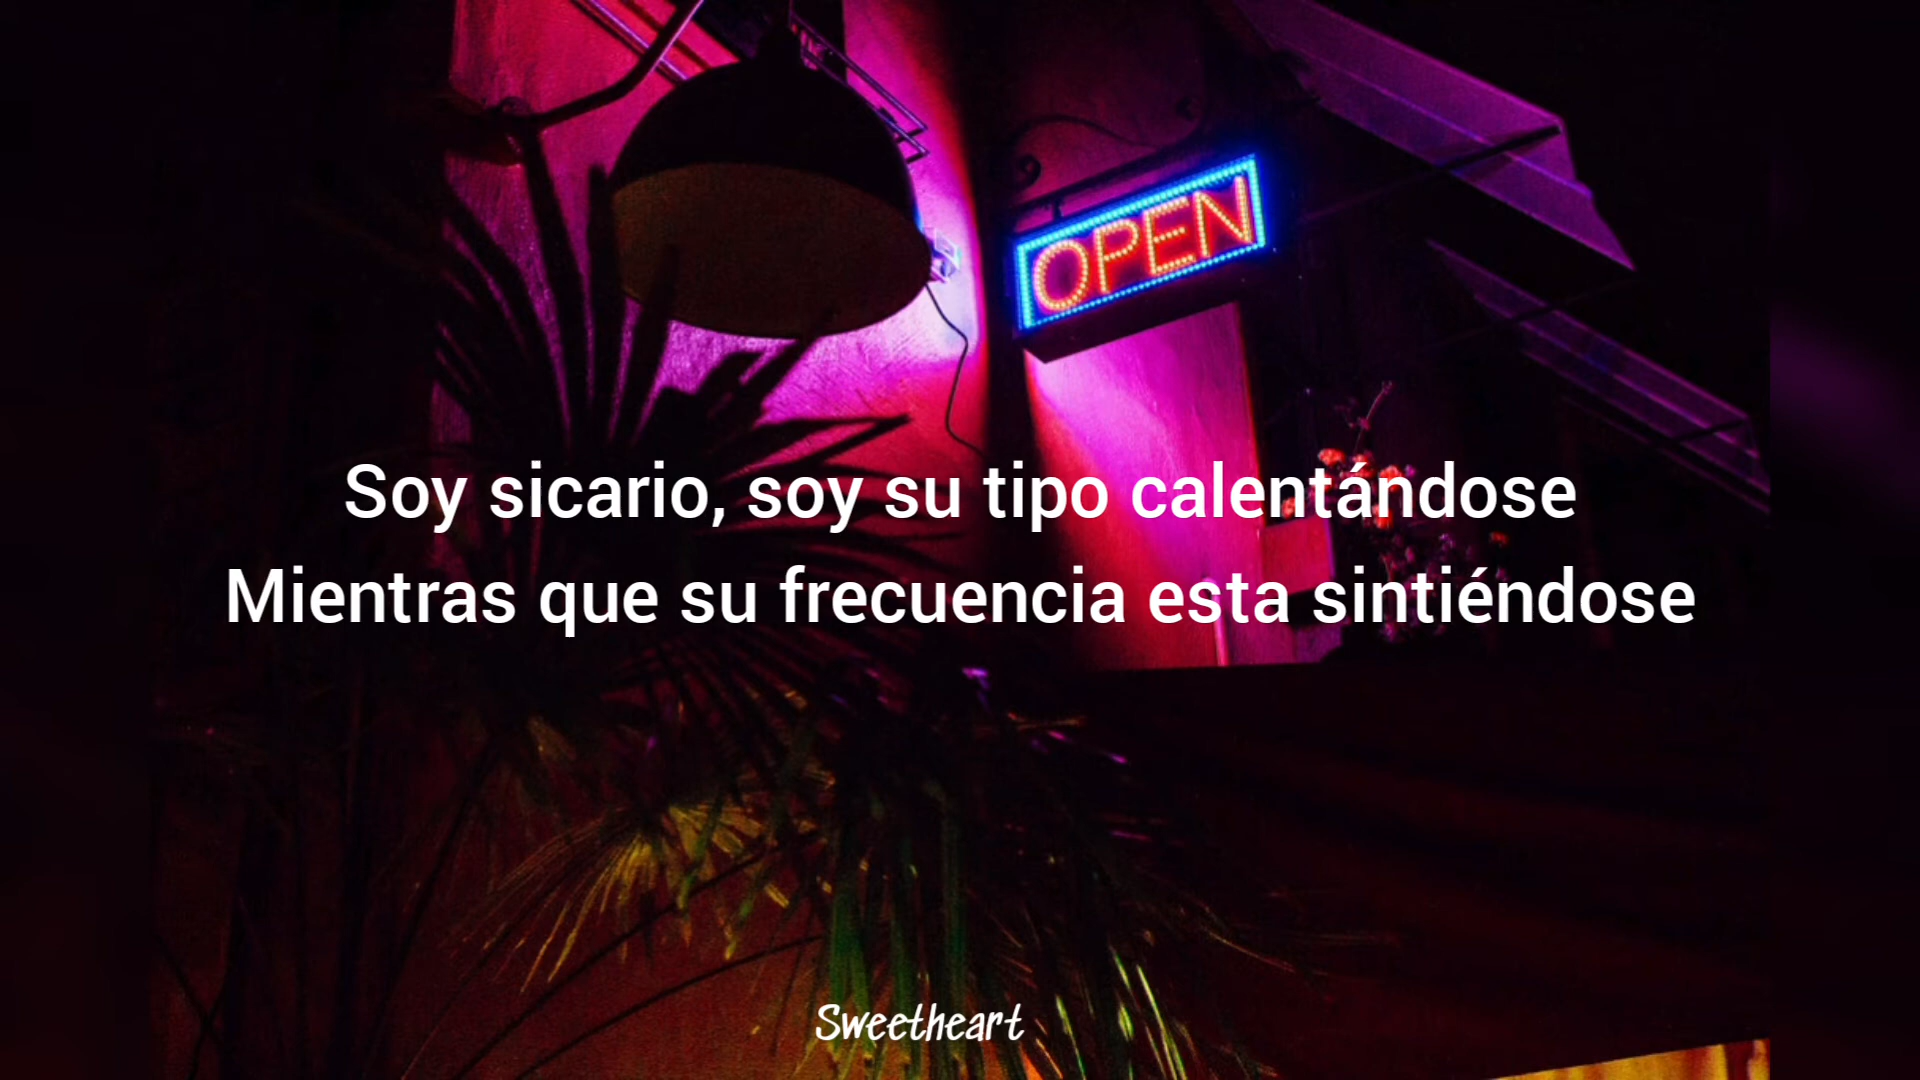 OPEN
Soy sicario, soy su tipo calentándose
Mientras que su frecuencia esta sintiéndose
Sweetheart